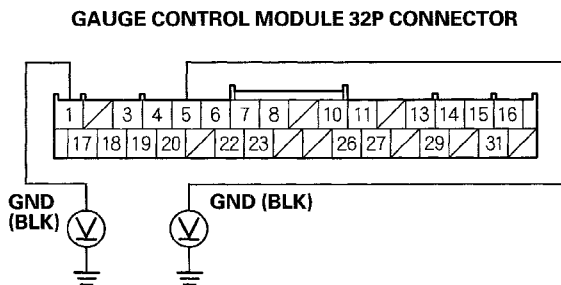 GAUGE CONTROL MODULE 32P CONNECTOR
1 3 4 5 6 7 8 10 11 13 14 15 16
17 18 19 20 22 23 26 27 29 31
GND (BLK)
GND
(BLK)
V V